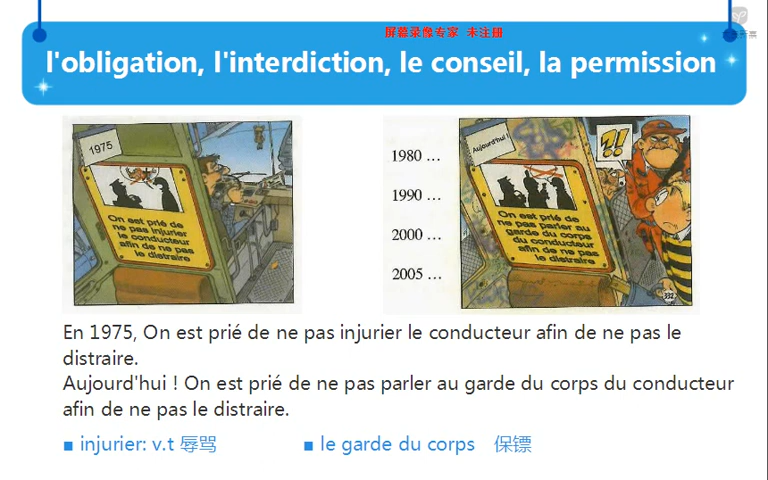 屏幕录像专家 未注册
l'obligation, l'interdiction, le conseil, la permission
1975
On est prié de
ne pas injurier
le conducteur
afin de ne pas
le distraire
1980 ...
1990 ...
2000 ...
2005 ...
Aujourd'hui !
?!
On est prié de
ne pas parler au
garde du corps
du conducteur
afin de ne pas
le distraire
332
En 1975, On est prié de ne pas injurier le conducteur afin de ne pas le
distraire.
Aujourd'hui ! On est prié de ne pas parler au garde du corps du conducteur
afin de ne pas le distraire.
▪ injurier: v.t 辱骂
▪ le garde du corps 保镖